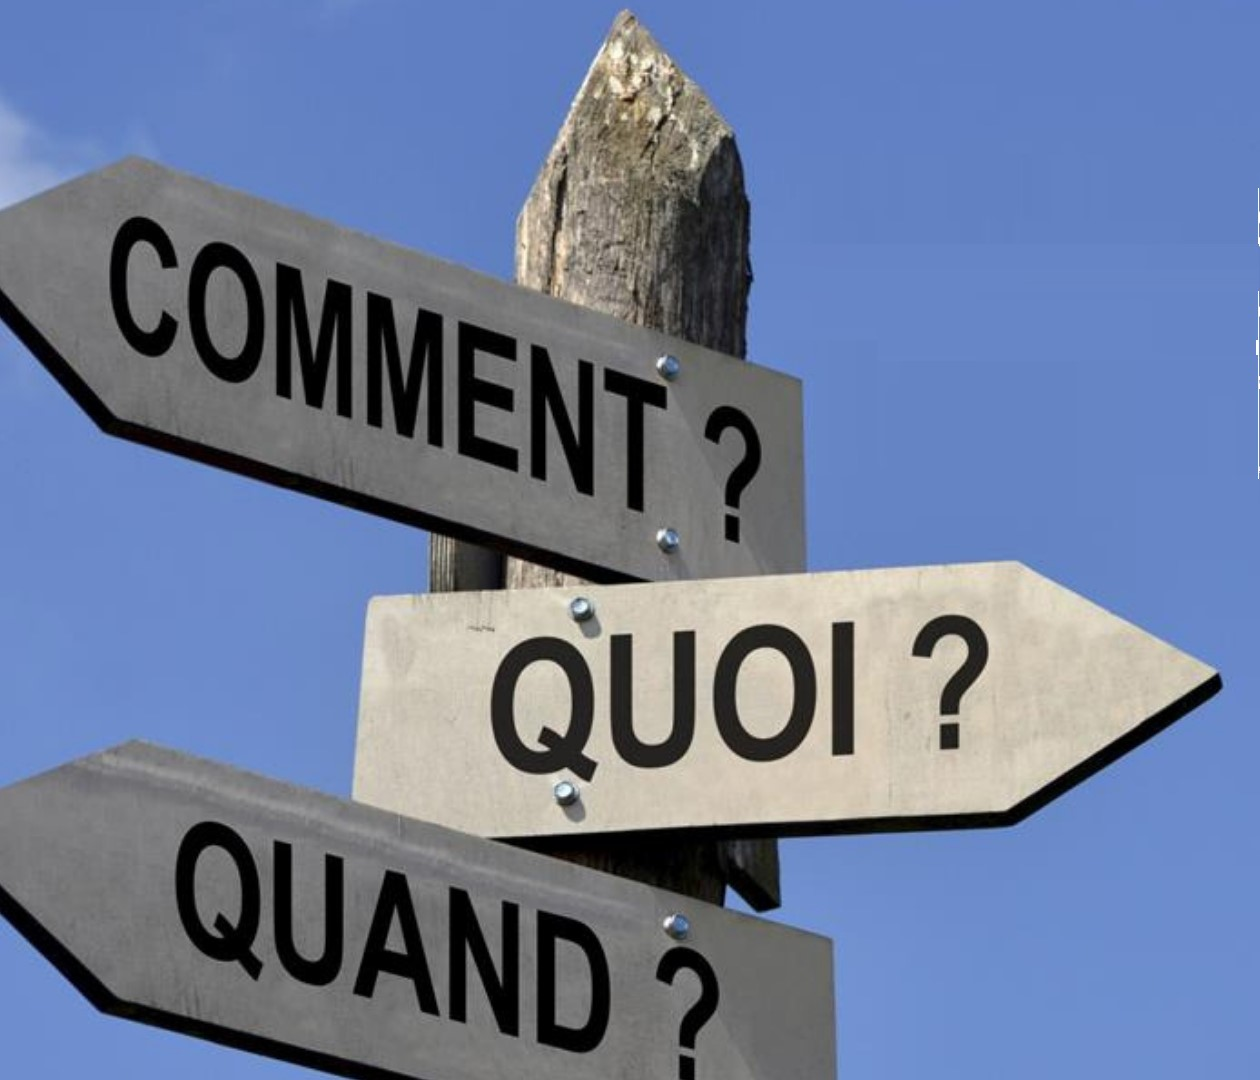 COMMENT ?
QUOI ?
QUAND ?